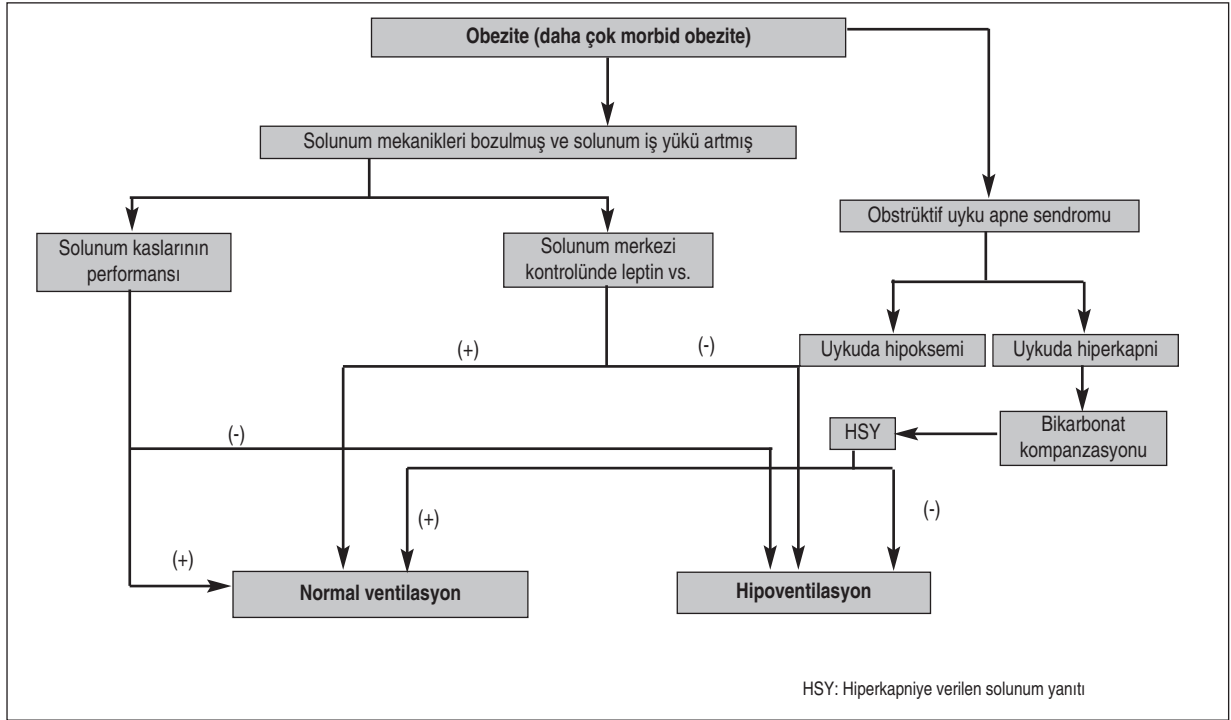 Obezite (daha çok morbid obezite)
Solunum mekanikleri bozulmuş ve solunum iş yükü artmış
Obstrüktif uyku apne sendromu
Solunum kaslarının
performansı
Solunum merkezi
kontrolünde leptin vs.
(+)
(-)
Uykuda hipoksemi
Uykuda hiperkapni
(-)
HSY
Bikarbonat
kompanzasyonu
(+)
(-)
(+)
Normal ventilasyon
Hipoventilasyon
HSY: Hiperkapniye verilen solunum yanıtı